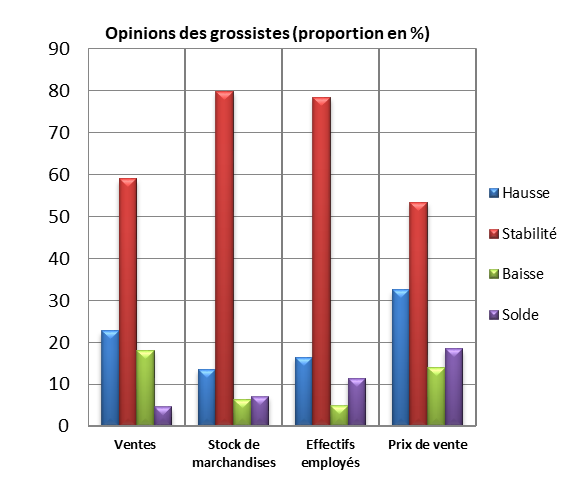 Opinions des grossistes (proportion en %)
90
80
70
60
50
40
30
20
10
0
Hausse
Stabilité
Baisse
Solde
Ventes
Stock de
marchandises
Effectifs
employés
Prix de vente